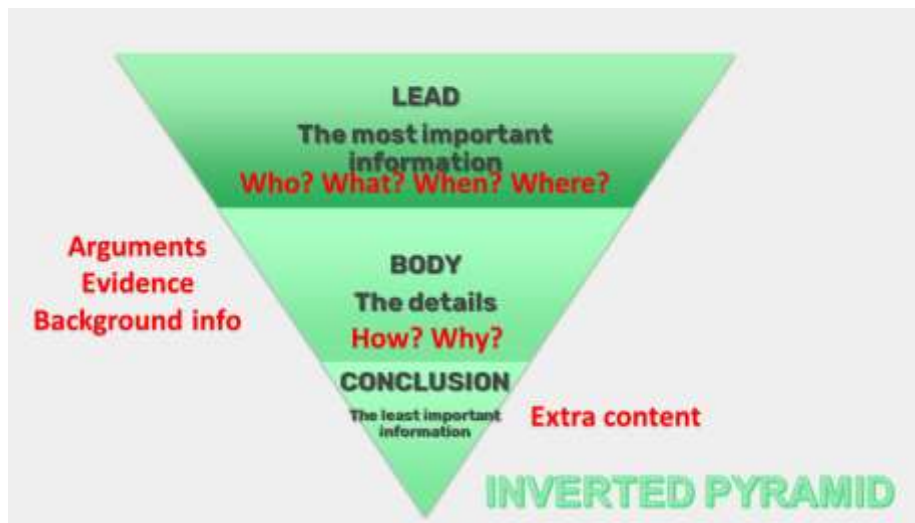 LEAD
The most important
information
Who? What? When? Where?
Arguments
Evidence
Background info
BODY
The details
How? Why?
CONCLUSION
The least important
information
Extra content
INVERTED PYRAMID